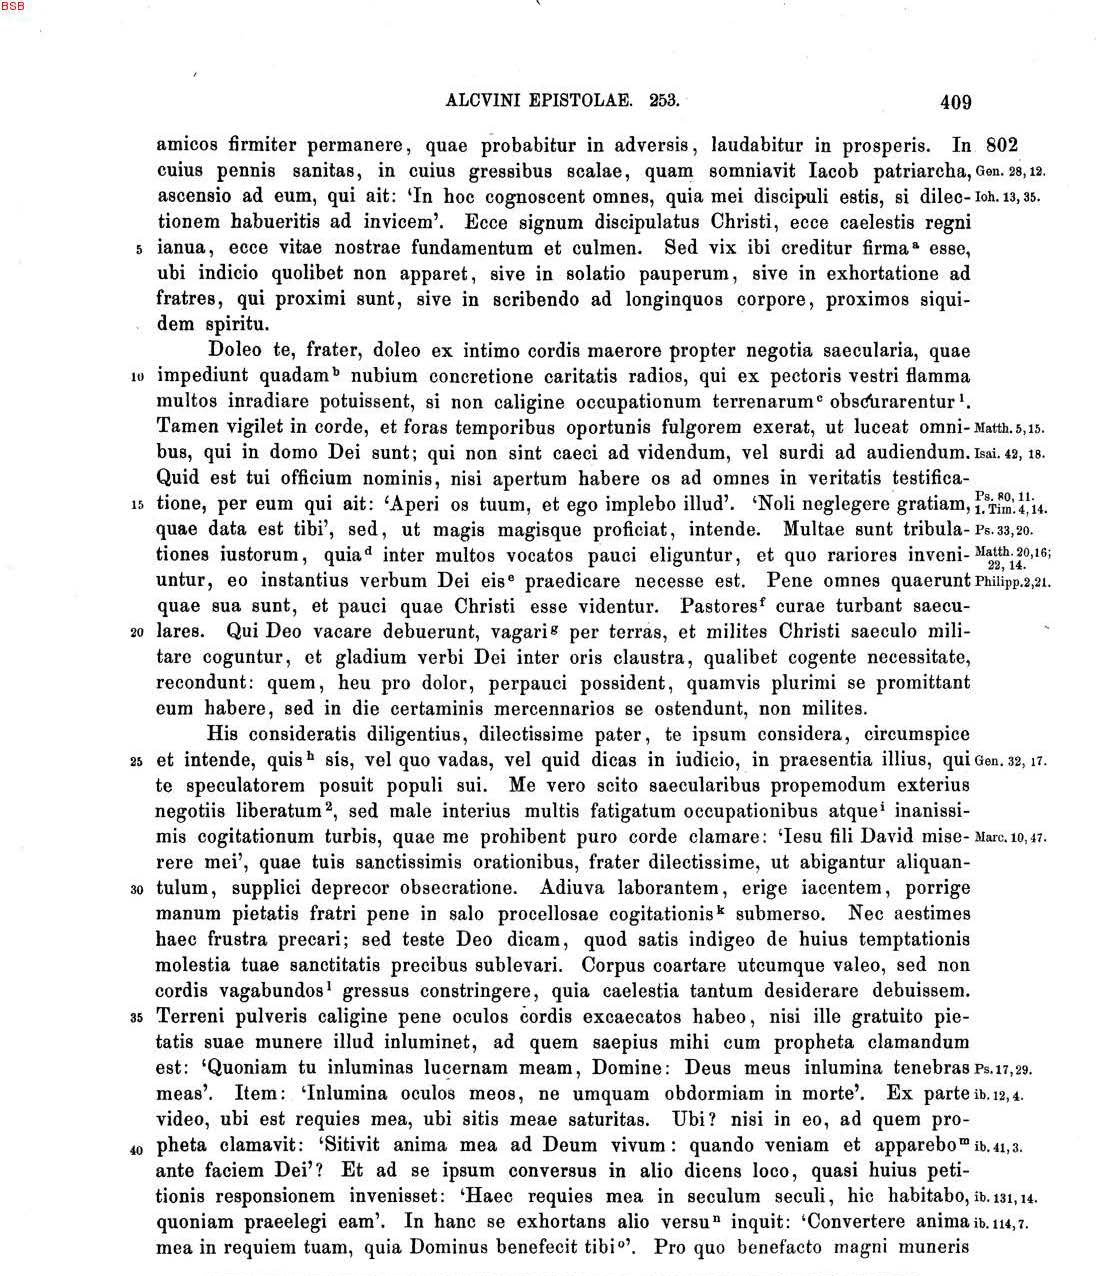 BSB
ALCVINI EPISTOLAE. 253. 409
amicos firmiter permanere, quae probabitur in adversis, laudabitur in prosperis. In 802
cuius pennis sanitas, in cuius gressibus scalae, quam somniavit Iacob patriarcha, Gen. 28, 12.
ascensio ad eum, qui ait: ‘In hoc cognoscent omnes, quia mei discipuli estis, si dilec- Ioh. 13, 35.
tionem habueritis ad invicem’. Ecce signum discipulatus Christi, ecce caelestis regni
5 ianua, ecce vitae nostrae fundamentum et culmen. Sed vix ibi creditur firma a esse,
ubi indicio quolibet non apparet, sive in solatio pauperum, sive in exhortatione ad
fratres, qui proximi sunt, sive in scribendo ad longinquos corpore, proximos siqui-
dem spiritu.
Doleo te, frater, doleo ex intimo cordis maerore propter negotia saecularia, quae
10 impediunt quadam b nubium concretione caritatis radios, qui ex pectoris vestri flamma
multos inradiare potuissent, si non caligine occupationum terrenarum c obscurarentur 1.
Tamen vigilet in corde, et foras temporibus oportunis fulgorem exerat, ut luceat omni- Matth. 5, 15.
bus, qui in domo Dei sunt; qui non sint caeci ad videndum, vel surdi ad audiendum. Isai. 42, 18.
Quid est tui officium nominis, nisi apertum habere os ad omnes in veritatis testifica-
15 tione, per eum qui ait: ‘Aperi os tuum, et ego implebo illud’. ‘Noli neglegere gratiam, Ps. 80, 11. 1. Tim. 4, 14.
quae data est tibi’, sed, ut magis magisque proficiat, intende. Multae sunt tribula- Ps. 33, 20.
tiones iustorum, quia d inter multos vocatos pauci eliguntur, et quo rariores inveni- Matth. 20, 16; 22, 14.
untur, eo instantius verbum Dei eis e praedicare necesse est. Pene omnes quaerunt Philipp. 2, 21.
quae sua sunt, et pauci quae Christi esse videntur. Pastores f curae turbant saecu-
20 lares. Qui Deo vacare debuerunt, vagari g per terras, et milites Christi saeculo mili-
tare coguntur, et gladium verbi Dei inter oris claustra, qualibet cogente necessitate,
recondunt: quem, heu pro dolor, perpauci possident, quamvis plurimi se promittant
eum habere, sed in die certaminis mercennarios se ostendunt, non milites.
His consideratis diligentius, dilectissime pater, te ipsum considera, circumspice
25 et intende, quis h sis, vel quo vadas, vel quid dicas in iudicio, in praesentia illius, qui Gen. 32, 17.
te speculatorem posuit populi sui. Me vero scito saecularibus propemodum exterius
negotiis liberatum 2, sed male interius multis fatigatum occupationibus atque i inanissi-
mis cogitationum turbis, quae me prohibent puro corde clamare: ‘Iesu fili David mise- Marc. 10, 47.
rere mei’, quae tuis sanctissimis orationibus, frater dilectissime, ut abigantur aliquan-
30 tulum, supplici deprecor obsecratione. Adiuva laborantem, erige iacentem, porrige
manum pietatis fratri pene in salo procellosae cogitationis k submerso. Nec aestimes
haec frustra precari; sed teste Deo dicam, quod satis indigeo de huius temptationis
molestia tuae sanctitatis precibus sublevari. Corpus coartare utcumque valeo, sed non
cordis vagabundos l gressus constringere, quia caelestia tantum desiderare debuissem.
35 Terreni pulveris caligine pene oculos cordis excaecatos habeo, nisi ille gratuito pie-
tatis suae munere illud inluminet, ad quem saepius mihi cum propheta clamandum
est: ‘Quoniam tu inluminas lucernam meam, Domine: Deus meus inlumina tenebras Ps. 17, 29.
meas’. Item: ‘Inlumina oculos meos, ne umquam obdormiam in morte’. Ex parte ib. 12, 4.
video, ubi est requies mea, ubi sitis meae saturitas. Ubi? nisi in eo, ad quem pro-
40 pheta clamavit: ‘Sitivit anima mea ad Deum vivum: quando veniam et apparebo m ib. 41, 3.
ante faciem Dei’? Et ad se ipsum conversus in alio dicens loco, quasi huius peti-
tionis responsionem invenisset: ‘Haec requies mea in seculum seculi, hic habitabo, ib. 131, 14.
quoniam praeelegi eam’. In hanc se exhortans alio versu n inquit: ‘Convertere anima ib. 114, 7.
mea in requiem tuam, quia Dominus benefecit tibi o’. Pro quo benefacto magni muneris